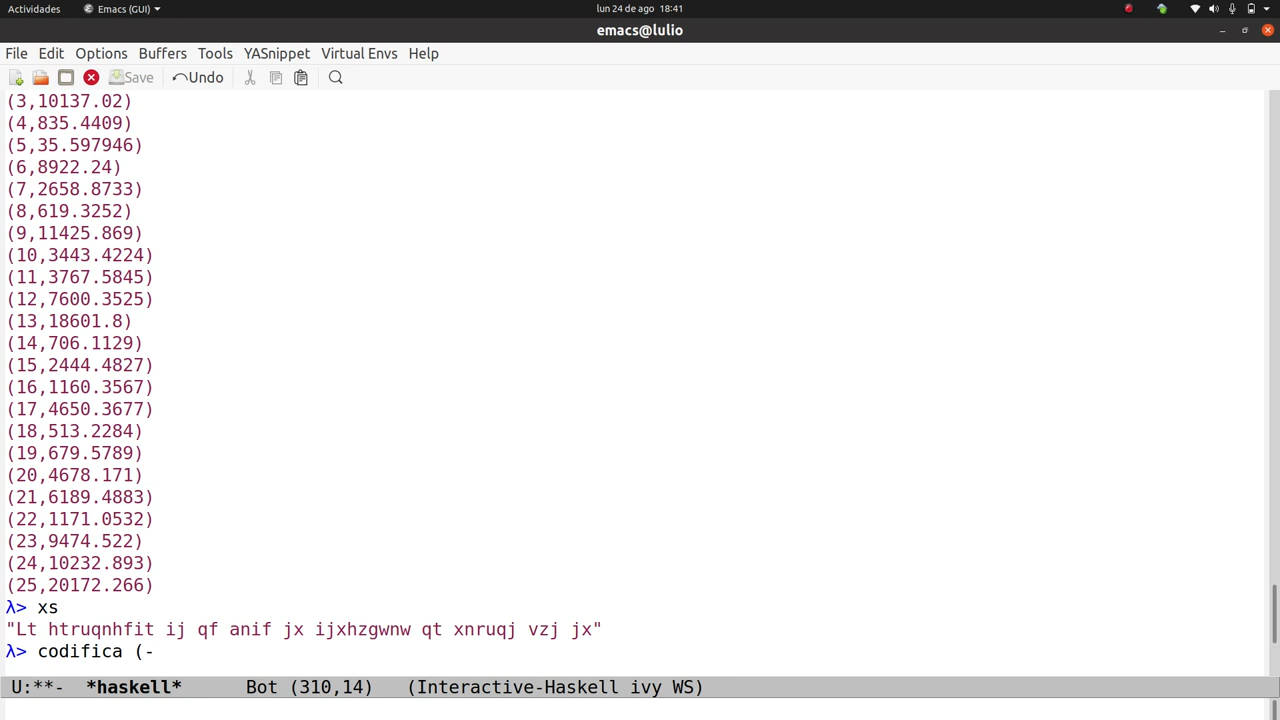 Actividades Emacs (GUI) lun 24 de ago 18:41
emacs@lulio
File Edit Options Buffers Tools YASnippet Virtual Envs Help
Save Undo
(3,10137.02)
(4,835.4409)
(5,35.597946)
(6,8922.24)
(7,2658.8733)
(8,619.3252)
(9,11425.869)
(10,3443.4224)
(11,3767.5845)
(12,7600.3525)
(13,18601.8)
(14,706.1129)
(15,2444.4827)
(16,1160.3567)
(17,4650.3677)
(18,513.2284)
(19,679.5789)
(20,4678.171)
(21,6189.4883)
(22,1171.0532)
(23,9474.522)
(24,10232.893)
(25,20172.266)
λ> xs
"Lt htruqnhfit ij qf anif jx ijxhzgwnw qt xnruqj vzj jx"
λ> codifica (-
U:**- *haskell* Bot (310,14) (Interactive-Haskell ivy WS)